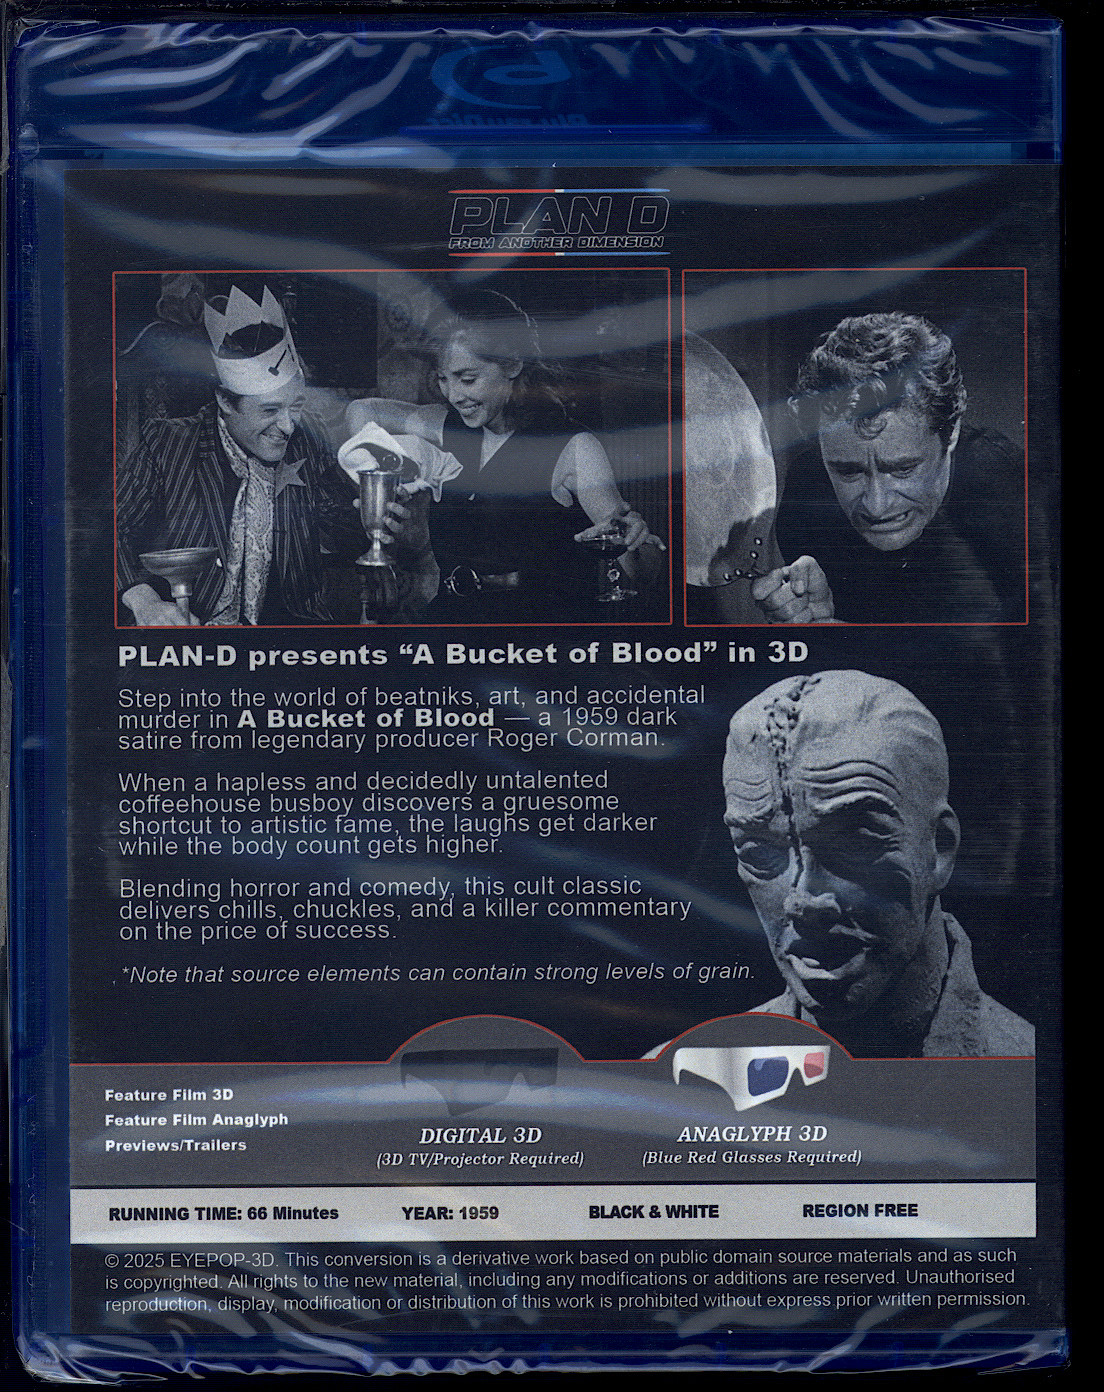 PLAN D
FROM ANOTHER DIMENSION
PLAN-D presents “A Bucket of Blood” in 3D
Step into the world of beatniks, art, and accidental
murder in A Bucket of Blood — a 1959 dark
satire from legendary producer Roger Corman.
When a hapless and decidedly untalented
coffeehouse busboy discovers a gruesome
shortcut to artistic fame, the laughs get darker
while the body count gets higher.
Blending horror and comedy, this cult classic
delivers chills, chuckles, and a killer commentary
on the price of success.
*Note that source elements can contain strong levels of grain.
Feature Film 3D
Feature Film Anaglyph
Previews/Trailers
DIGITAL 3D
(3D TV/Projector Required)
ANAGLYPH 3D
(Blue Red Glasses Required)
RUNNING TIME: 66 Minutes YEAR: 1959 BLACK & WHITE REGION FREE
© 2025 EYEPOP-3D. This conversion is a derivative work based on public domain source materials and as such
is copyrighted. All rights to the new material, including any modifications or additions are reserved. Unauthorised
reproduction, display, modification or distribution of this work is prohibited without express prior written permission.